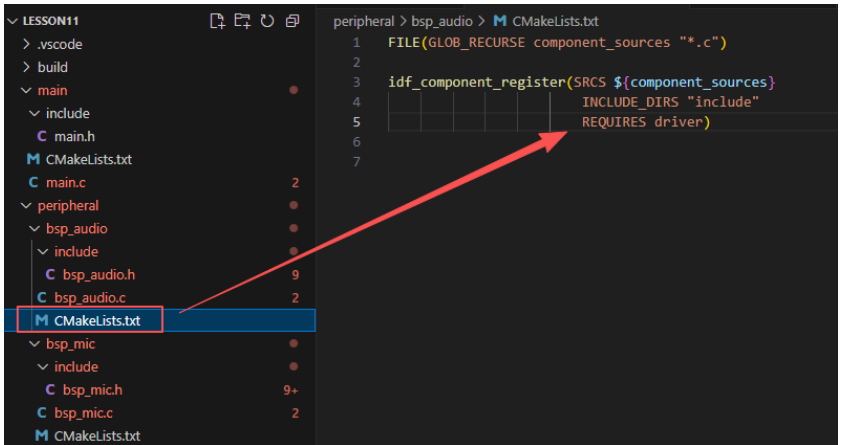 LESSON11
.vscode
build
main
include
C main.h
M CMakeLists.txt
C main.c 2
peripheral
bsp_audio
include
C bsp_audio.h 9
C bsp_audio.c 2
M CMakeLists.txt
bsp_mic
include
C bsp_mic.h 9+
C bsp_mic.c 2
M CMakeLists.txt
peripheral > bsp_audio > M CMakeLists.txt
1 FILE(GLOB_RECURSE component_sources "*.c")
2
3 idf_component_register(SRCS ${component_sources}
4 INCLUDE_DIRS "include"
5 REQUIRES driver)
6
7